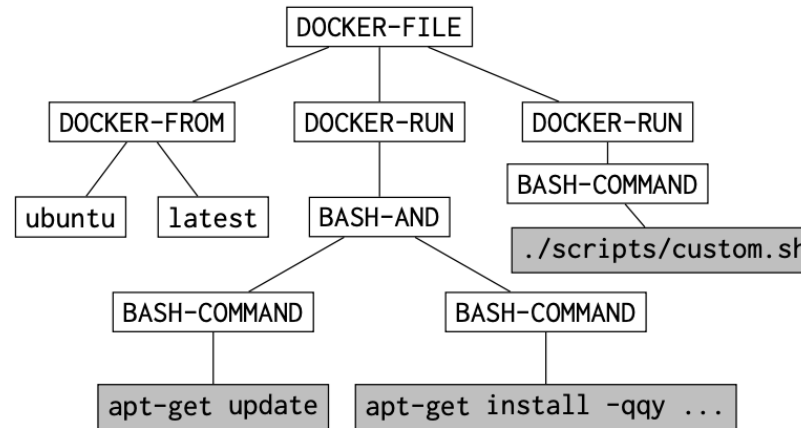 DOCKER-FILE
DOCKER-FROM
DOCKER-RUN
DOCKER-RUN
BASH-COMMAND
ubuntu
latest
BASH-AND
./scripts/custom.sh
BASH-COMMAND
BASH-COMMAND
apt-get update
apt-get install -qqy ...